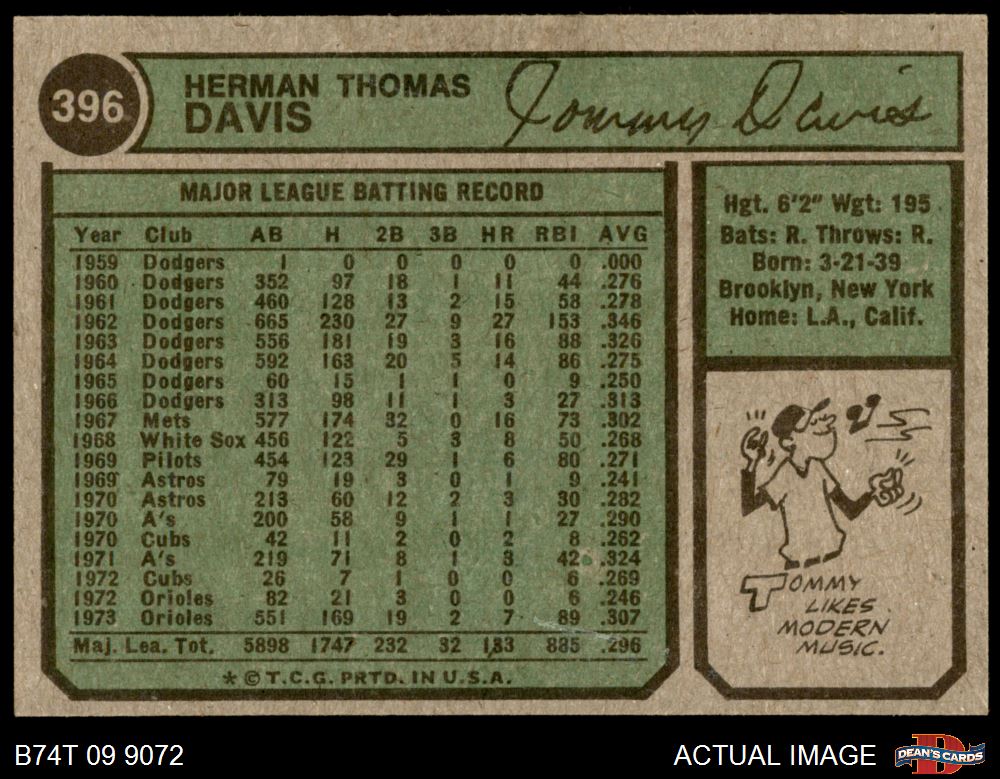 396
HERMAN THOMAS
DAVIS
Tommy Davis
MAJOR LEAGUE BATTING RECORD
Year Club AB H 2B 3B HR RBI AVG
1959 Dodgers 1 0 0 0 0 0 .000
1960 Dodgers 352 97 18 1 11 44 .276
1961 Dodgers 460 128 13 2 15 58 .278
1962 Dodgers 665 230 27 9 27 153 .346
1963 Dodgers 556 181 19 3 16 88 .326
1964 Dodgers 592 163 20 5 14 86 .275
1965 Dodgers 60 15 1 1 0 9 .250
1966 Dodgers 313 98 11 1 3 27 .313
1967 Mets 577 174 32 0 16 73 .302
1968 White Sox 456 122 5 3 8 50 .268
1969 Pilots 454 123 29 1 6 80 .271
1969 Astros 79 19 3 0 1 9 .241
1970 Astros 213 60 12 2 3 30 .282
1970 A's 200 58 9 1 1 27 .290
1970 Cubs 42 11 2 0 2 8 .262
1971 A's 219 71 8 1 3 42 .324
1972 Cubs 26 7 1 0 0 6 .269
1972 Orioles 82 21 3 0 0 6 .246
1973 Orioles 551 169 19 2 7 89 .307
Maj. Lea. Tot. 5898 1747 232 32 133 885 .296
* © T.C.G. PRTD. IN U.S.A.
Hgt. 6'2" Wgt: 195
Bats: R. Throws: R.
Born: 3-21-39
Brooklyn, New York
Home: L.A., Calif.
TOMMY
LIKES
MODERN
MUSIC.
B74T 09 9072
ACTUAL IMAGE
DEAN'S CARDS